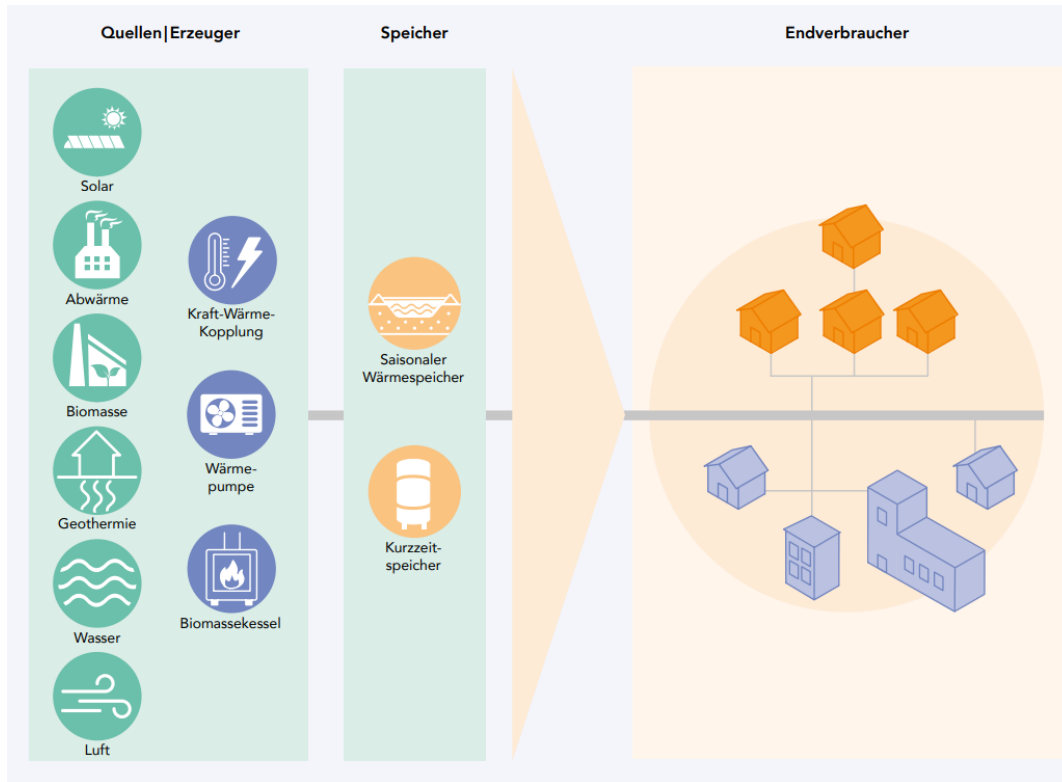 Quellen|Erzeuger
Speicher
Endverbraucher
Solar
Abwärme
Biomasse
Geothermie
Wasser
Luft
Kraft-Wärme-
Kopplung
Wärme-
pumpe
Biomassekessel
Saisonaler
Wärmespeicher
Kurzzeit-
speicher